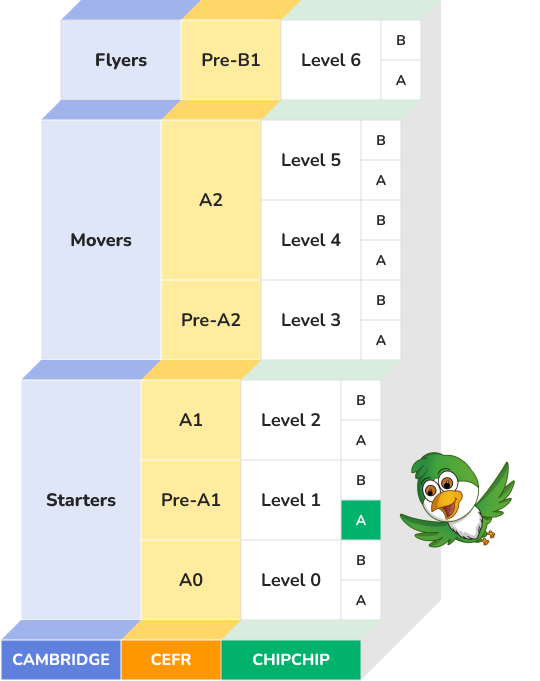 Flyers
Pre-B1
Level 6
B
A
Movers
A2
Level 5
B
A
Level 4
B
A
Pre-A2
Level 3
B
A
Starters
A1
Level 2
B
A
Pre-A1
Level 1
B
A
A0
Level 0
B
A
CAMBRIDGE CEFR CHIPCHIP